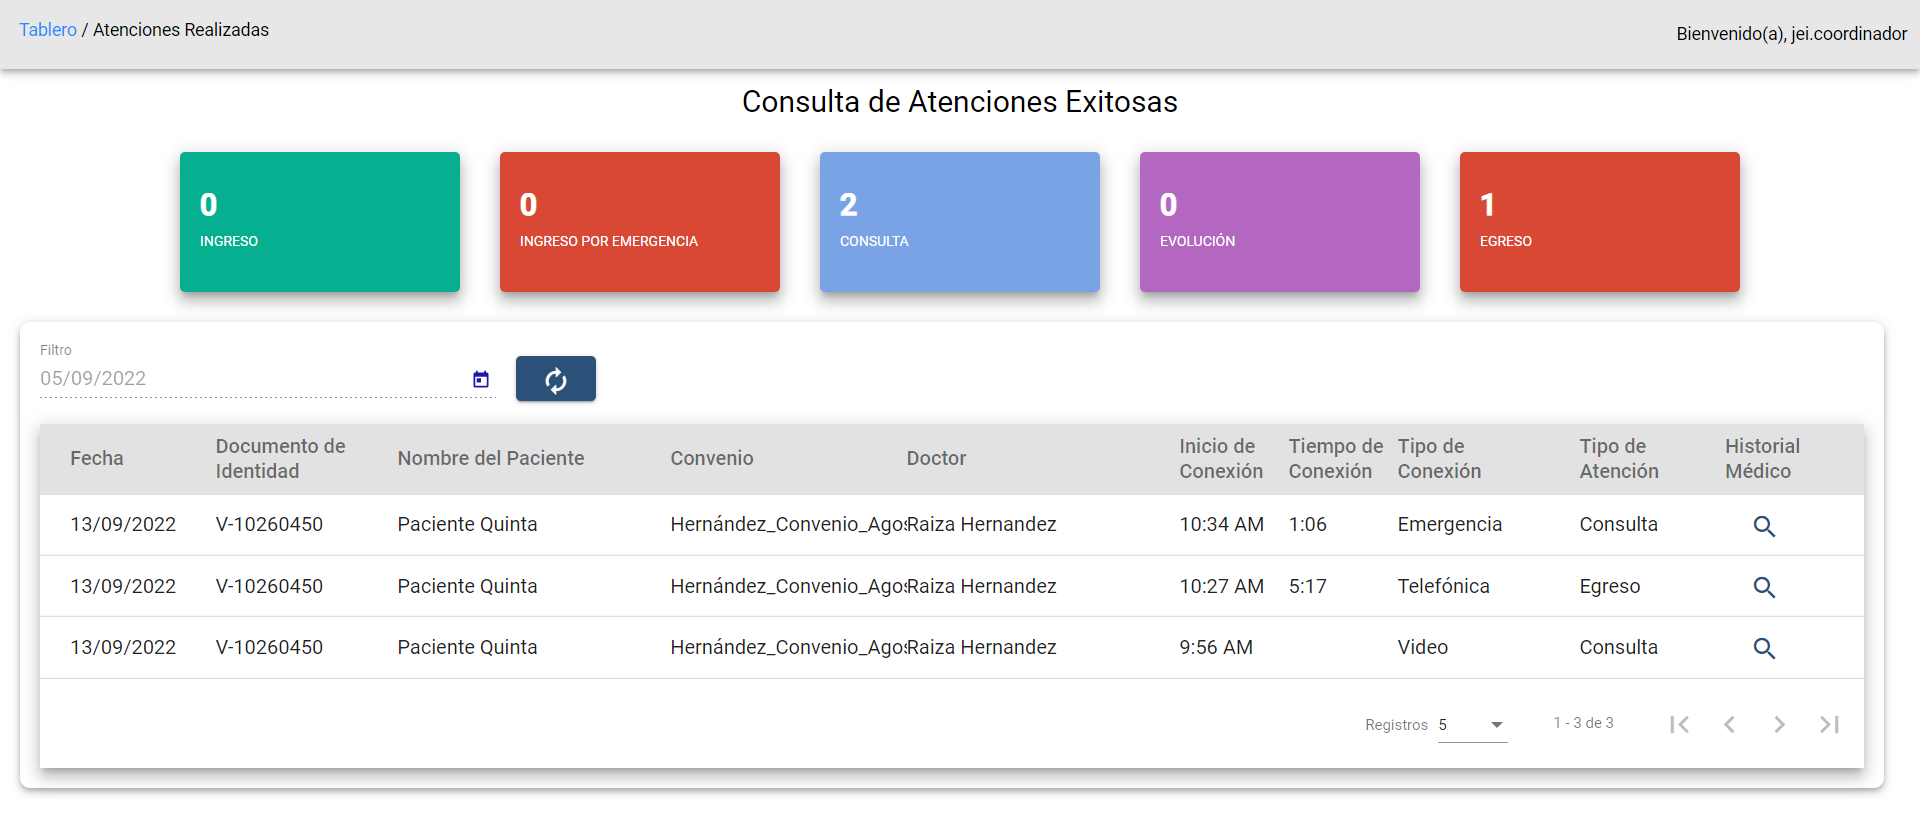 Tablero / Atenciones Realizadas
Bienvenido(a), jei.coordinador
Consulta de Atenciones Exitosas
0
INGRESO
0
INGRESO POR EMERGENCIA
2
CONSULTA
0
EVOLUCIÓN
1
EGRESO
Filtro
05/09/2022
Fecha Documento de Identidad Nombre del Paciente Convenio Doctor Inicio de Conexión Tiempo de Conexión Tipo de Conexión Tipo de Atención Historial Médico
13/09/2022 V-10260450 Paciente Quinta Hernández_Convenio_Agos Raiza Hernandez 10:34 AM 1:06 Emergencia Consulta
13/09/2022 V-10260450 Paciente Quinta Hernández_Convenio_Agos Raiza Hernandez 10:27 AM 5:17 Telefónica Egreso
13/09/2022 V-10260450 Paciente Quinta Hernández_Convenio_Agos Raiza Hernandez 9:56 AM Video Consulta
Registros 5 1 - 3 de 3